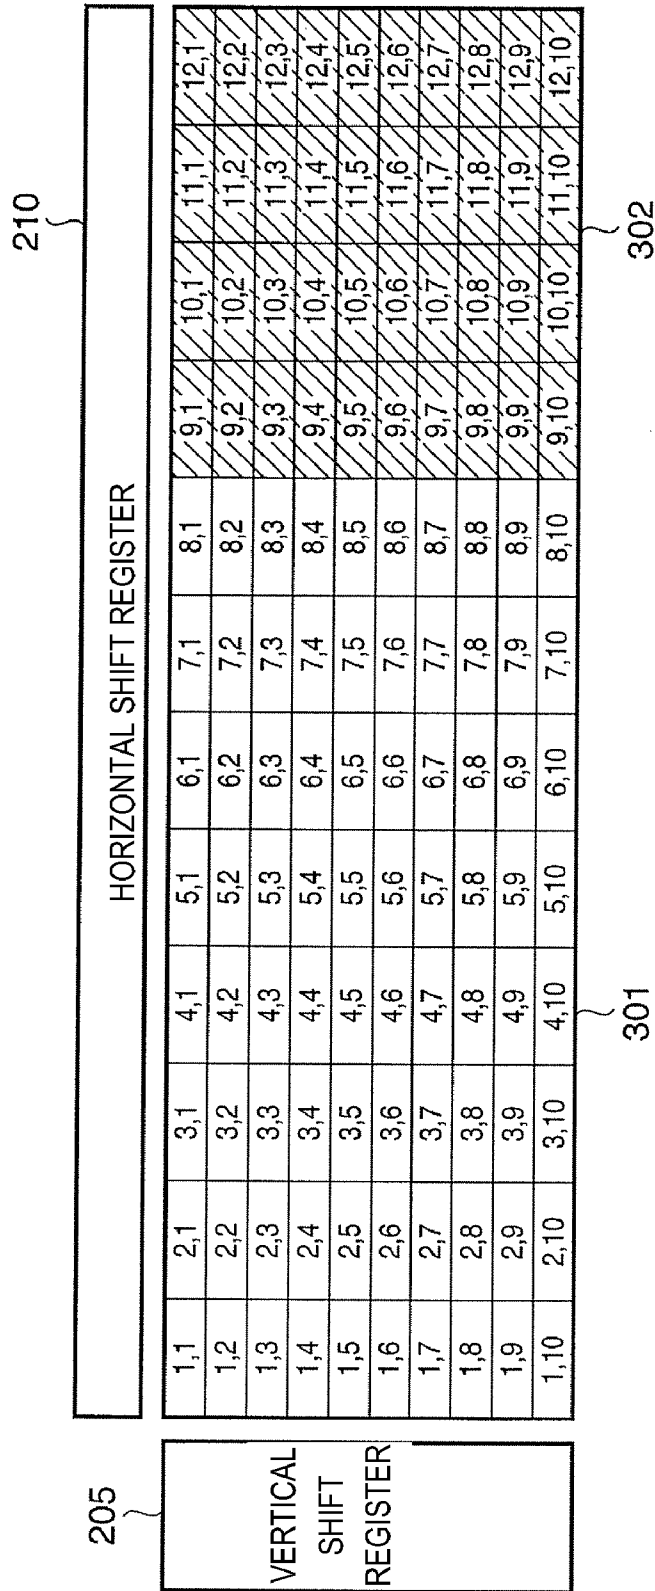 210
HORIZONTAL SHIFT REGISTER
205
VERTICAL
SHIFT
REGISTER
1,1 2,1 3,1 4,1 5,1 6,1 7,1 8,1 9,1 10,1 11,1 12,1
1,2 2,2 3,2 4,2 5,2 6,2 7,2 8,2 9,2 10,2 11,2 12,2
1,3 2,3 3,3 4,3 5,3 6,3 7,3 8,3 9,3 10,3 11,3 12,3
1,4 2,4 3,4 4,4 5,4 6,4 7,4 8,4 9,4 10,4 11,4 12,4
1,5 2,5 3,5 4,5 5,5 6,5 7,5 8,5 9,5 10,5 11,5 12,5
1,6 2,6 3,6 4,6 5,6 6,6 7,6 8,6 9,6 10,6 11,6 12,6
1,7 2,7 3,7 4,7 5,7 6,7 7,7 8,7 9,7 10,7 11,7 12,7
1,8 2,8 3,8 4,8 5,8 6,8 7,8 8,8 9,8 10,8 11,8 12,8
1,9 2,9 3,9 4,9 5,9 6,9 7,9 8,9 9,9 10,9 11,9 12,9
1,10 2,10 3,10 4,10 5,10 6,10 7,10 8,10 9,10 10,10 11,10 12,10
301
302